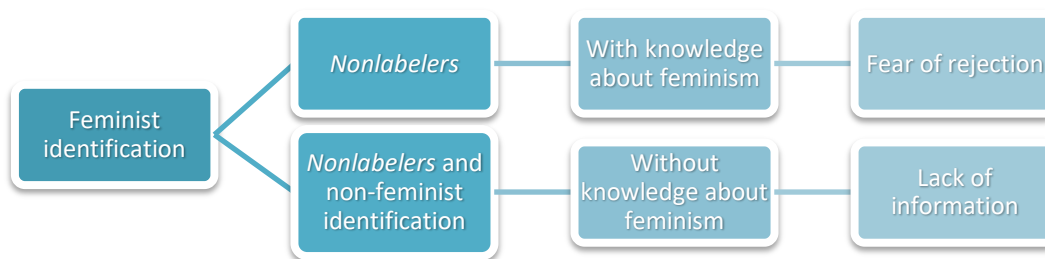 Feminist
identification
Nonlabelers
With knowledge
about feminism
Fear of rejection
Nonlabelers and
non-feminist
identification
Without
knowledge about
feminism
Lack of
information